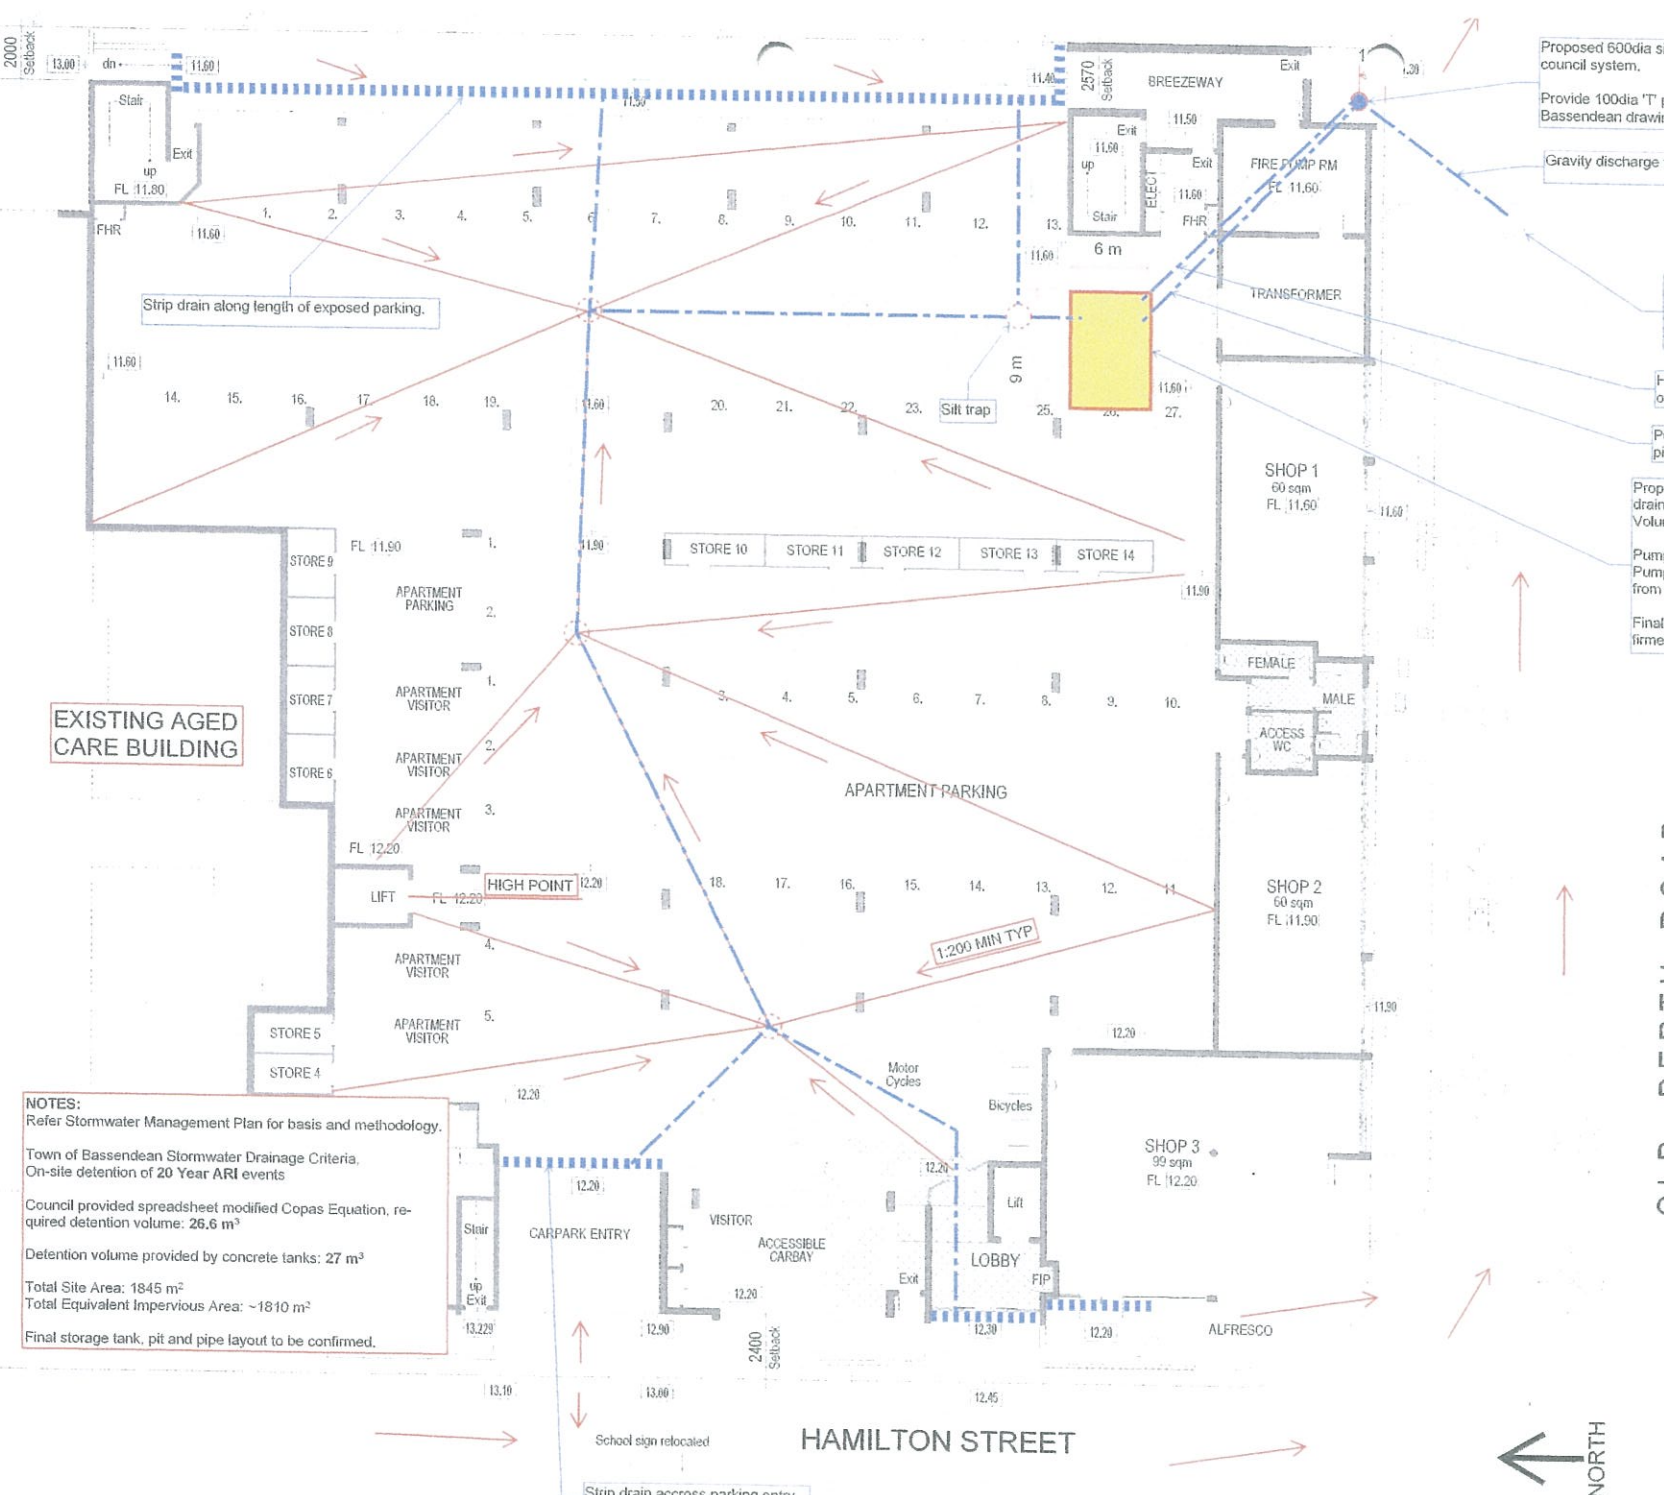 2000
Setback
13.00
dn
11.60
11.50
11.40
2570
Setback
BREEZEWAY
Exit
Proposed 600dia
council system.
Provide 100dia 'T'
Bassendean
Gravity discharge
Stair
up
Exit
FL 11.80
FHR
11.60
1.
2.
3.
4.
5.
6.
7.
8.
9.
10.
11.
12.
13.
11.60
Exit
11.60
up
Stair
ELECT
11.50
Exit
11.60
FHR
FIRE PUMP RM
FL 11.60
6 m
TRANSFORMER
Strip drain along length of exposed parking.
11.60
9 m
Silt trap
11.60
14.
15.
16.
17.
18.
19.
11.60
20.
21.
22.
23.
25.
26.
27.
SHOP 1
60 sqm
FL 11.60
11.60
STORE 9
FL 11.90
1.
11.90
STORE 10
STORE 11
STORE 12
STORE 13
STORE 14
11.90
APARTMENT
PARKING
2.
STORE 8
Pump
from
Final
STORE 7
APARTMENT
VISITOR
1.
3.
4.
5.
6.
7.
8.
9.
10.
FEMALE
MALE
ACCESS
WC
EXISTING AGED
CARE BUILDING
STORE 6
APARTMENT
VISITOR
2.
APARTMENT
VISITOR
3.
APARTMENT PARKING
FL 12.20
LIFT
FL 12.20
HIGH POINT
12.20
18.
17.
16.
15.
14.
13.
12.
11.
SHOP 2
60 sqm
FL 11.90
1:200 MIN TYP
APARTMENT
VISITOR
4.
APARTMENT
VISITOR
5.
11.90
STORE 5
STORE 4
12.20
12.20
Motor
Cycles
Bicycles
NOTES:
Refer Stormwater Management Plan for basis and methodology.
Town of Bassendean Stormwater Drainage Criteria.
On-site detention of 20 Year ARI events
Council provided spreadsheet modified Copas Equation, re-
quired detention volume: 26.6 m³
Detention volume provided by concrete tanks: 27 m³
Total Site Area: 1845 m²
Total Equivalent Impervious Area: ~1810 m²
Final storage tank, pit and pipe layout to be confirmed.
SHOP 3
99 sqm
FL 12.20
12.20
12.20
Stair
up
Exit
CARPARK ENTRY
VISITOR
ACCESSIBLE
CARBAY
12.20
Exit
Lift
LOBBY
FIP
13.229
12.90
2400
Setback
12.30
12.20
ALFRESCO
13.10
13.00
12.45
School sign relocated
HAMILTON STREET
NORTH
Strip drain accross parking entry